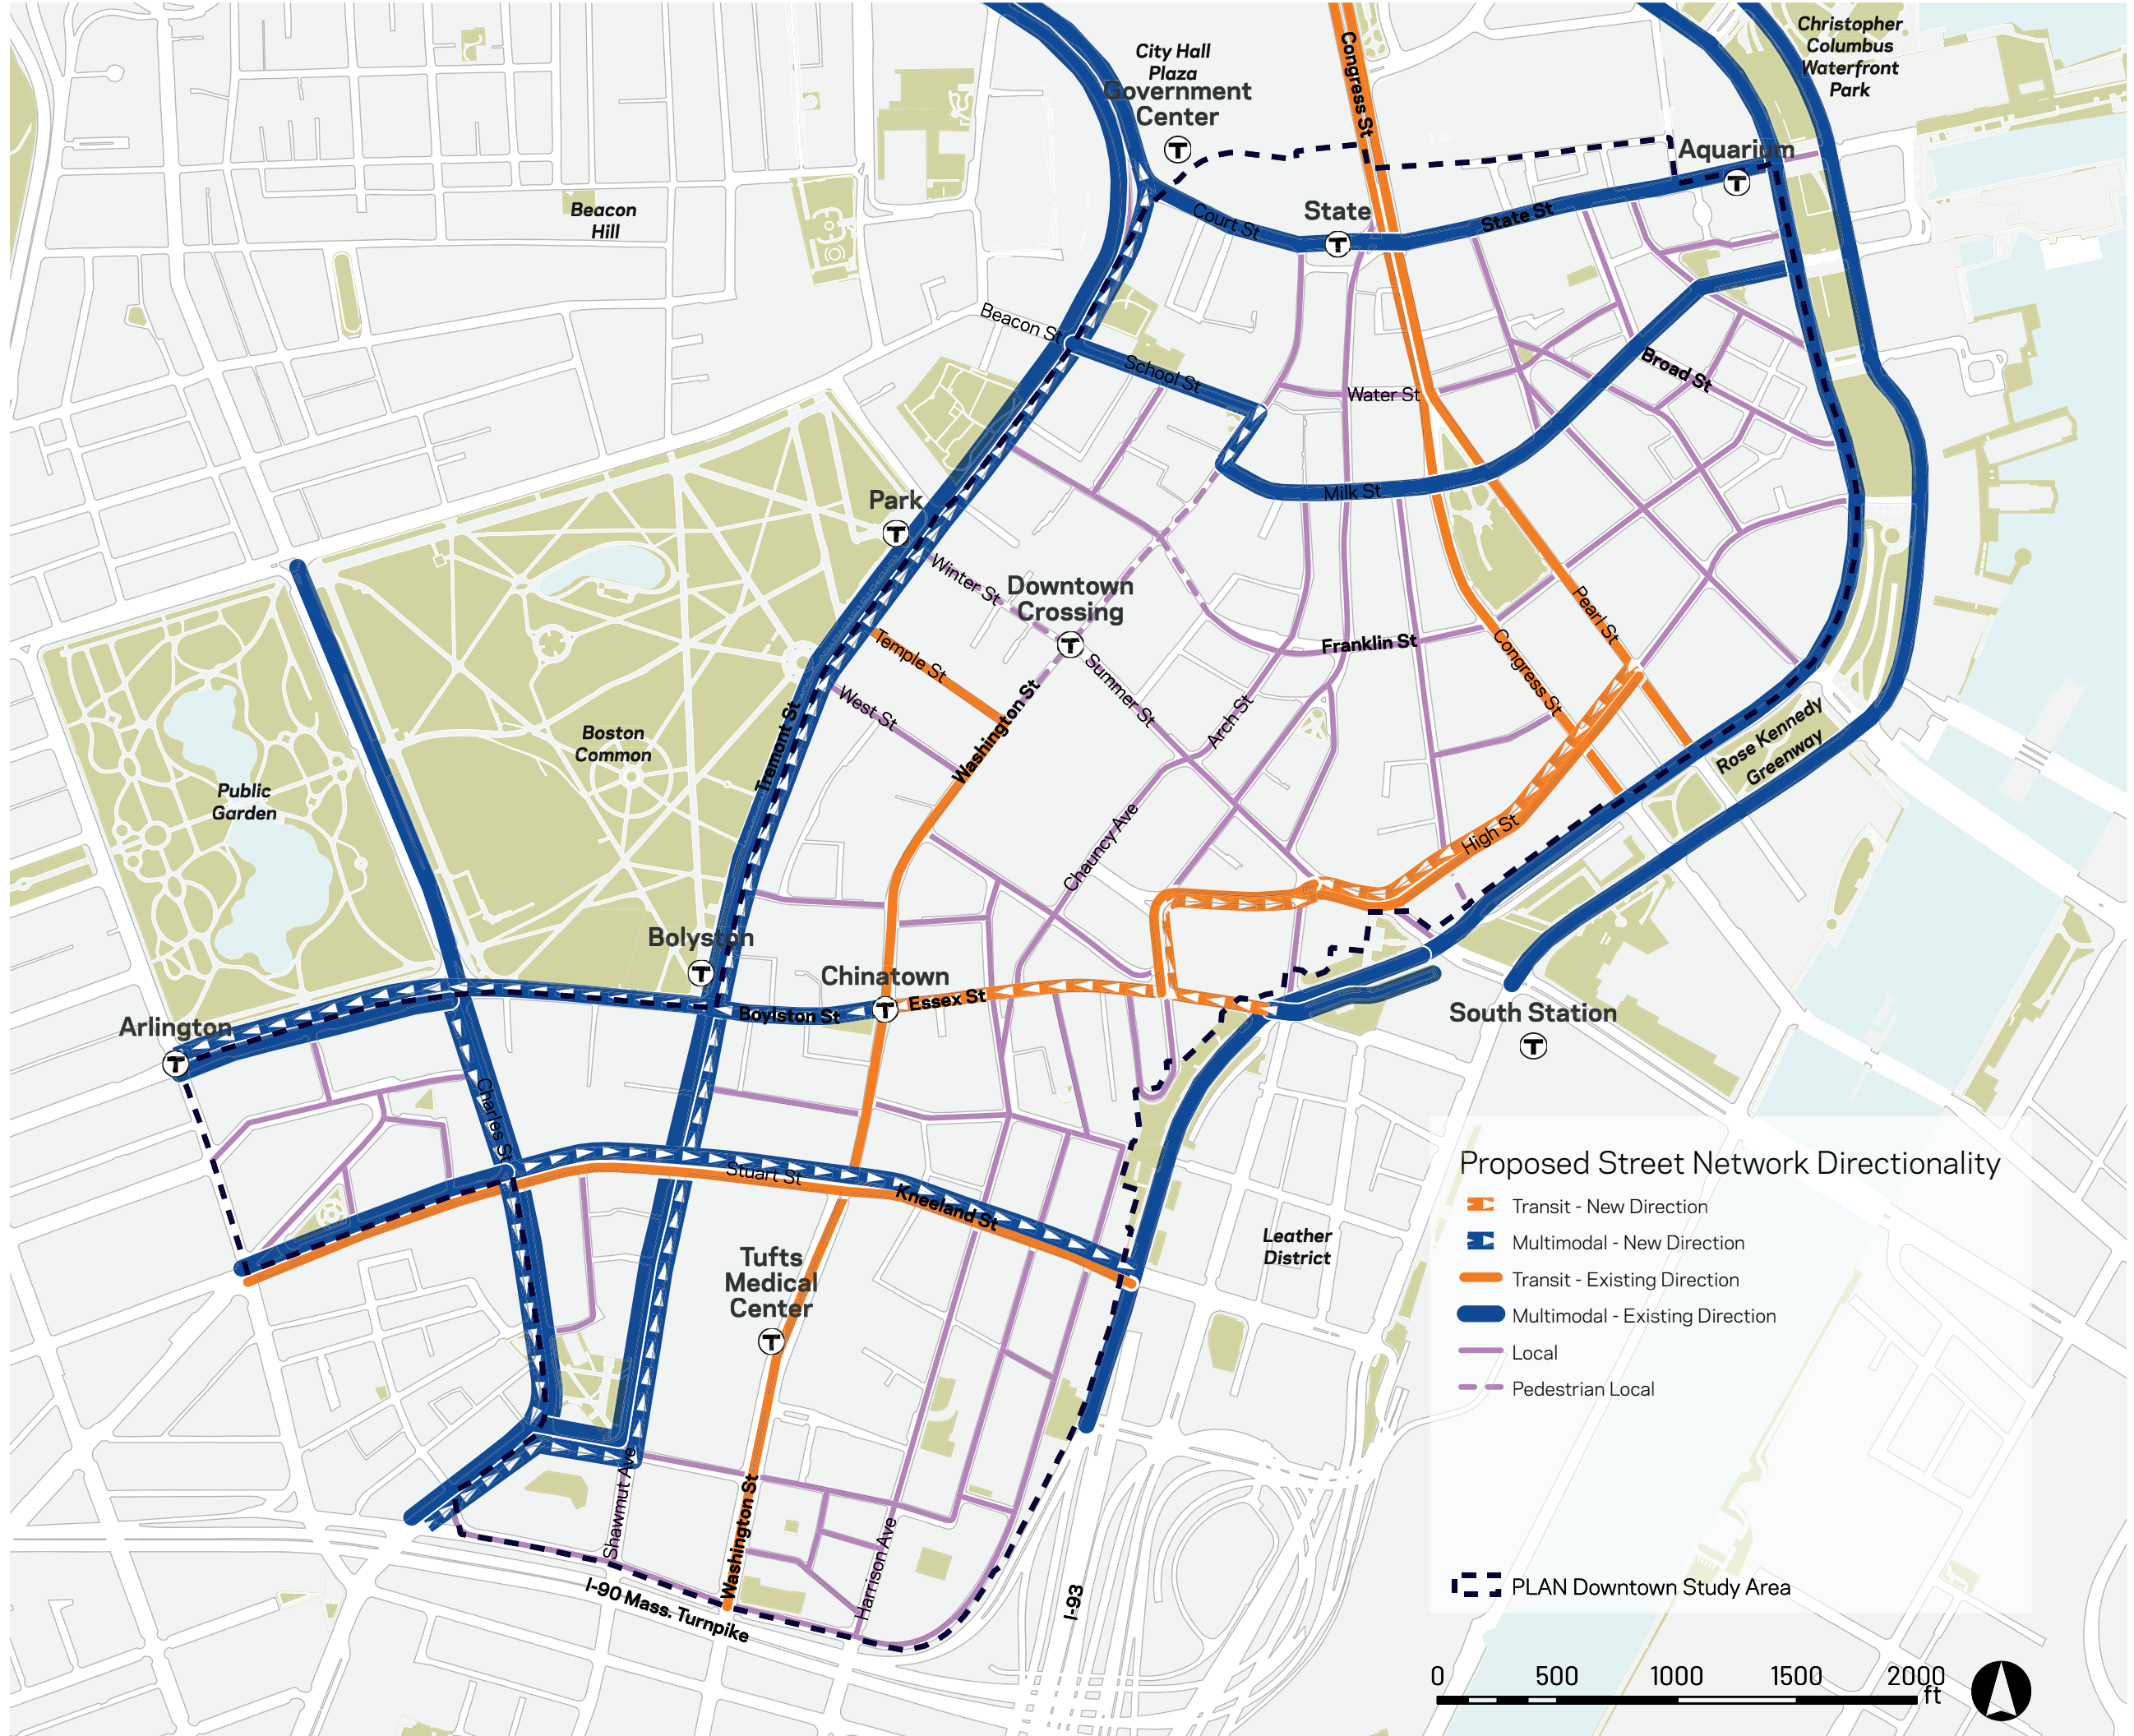 Christopher
Columbus
Waterfront
Park
City Hall
Plaza
Government
Center
Congress St
Aquarium
Beacon
Hill
State
Court St
State St
Beacon St
School St
Broad St
Water St
Park
Milk St
Winter St
Downtown
Crossing
Pearl St
Temple St
Franklin St
Congress St
Summer St
West St
Washington St
Arch St
Tremont St
Boston
Common
Rose Kennedy
Greenway
Public
Garden
Chauncy Ave
High St
Bolyston
Chinatown
Essex St
Boylston St
Arlington
South Station
Charles St
Stuart St
Kneeland St
Leather
District
Tufts
Medical
Center
Shawmut Ave
Washington St
Harrison Ave
I-90 Mass. Turnpike
I-93
Proposed Street Network Directionality
Transit - New Direction
Multimodal - New Direction
Transit - Existing Direction
Multimodal - Existing Direction
Local
Pedestrian Local
PLAN Downtown Study Area
0 500 1000 1500 2000
ft
T
T
T
T
T
T
T
T
T
T